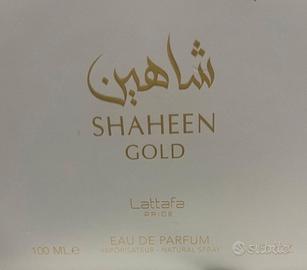 شاهين
SHAHEEN
GOLD
Lattafa
PRIDE
100 ML.℮
EAU DE PARFUM
VAPORISATEUR - NATURAL SPRAY
subito